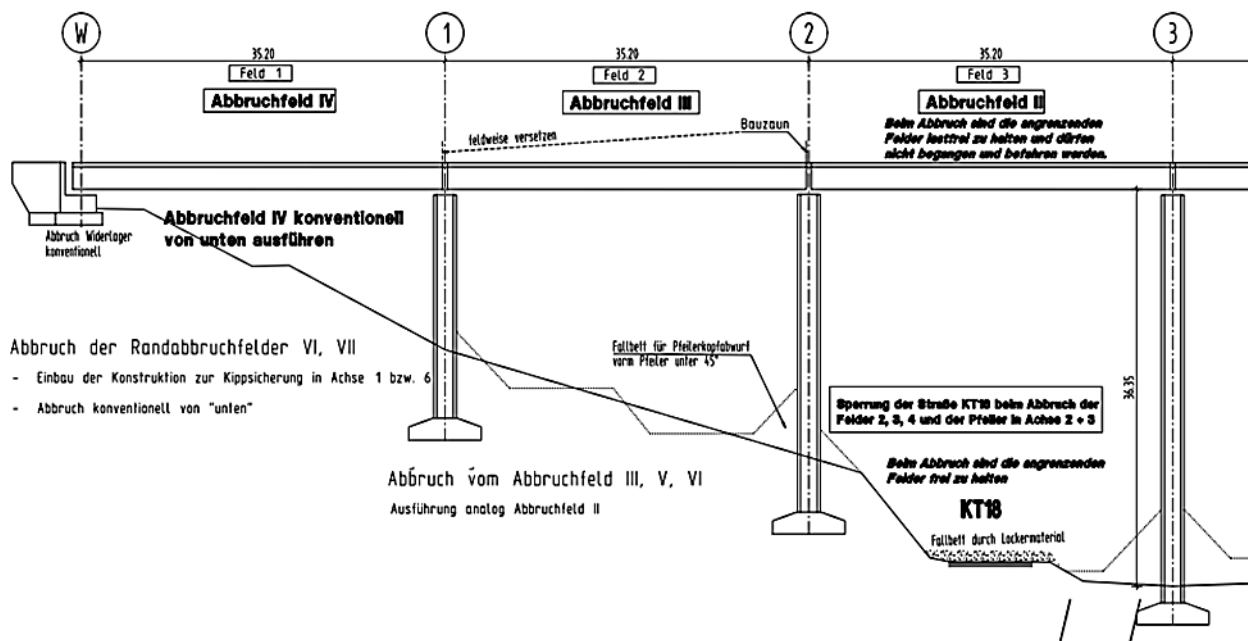 W
1
2
3
35.20
35.20
35.20
Feld 1
Feld 2
Feld 3
Abbruchfeld IV
Abbruchfeld III
Abbruchfeld II
Beim Abbruch sind die angrenzenden
Felder lastfrei zu halten und dürfen
nicht begangen und befahren werden.
feldweise versetzen
Bauzaun
Abbruchfeld IV konventionell
von unten ausführen
Abbruch Widerlager
konventionell
Abbruch der Randabbruchfelder VI, VII
- Einbau der Konstruktion zur Kippsicherung in Achse 1 bzw. 6
- Abbruch konventionell von "unten"
Fallbett für Pfeilerkopfabwurf
vorm Pfeiler unter 45°
36.35
Sperrung der Straße KT18 beim Abbruch der
Felder 2, 3, 4 und der Pfeiler in Achse 2 + 3
Beim Abbruch sind die angrenzenden
Felder frei zu halten
Abbruch vom Abbruchfeld III, V, VI
Ausführung analog Abbruchfeld II
KT18
Fallbett durch Lockermaterial